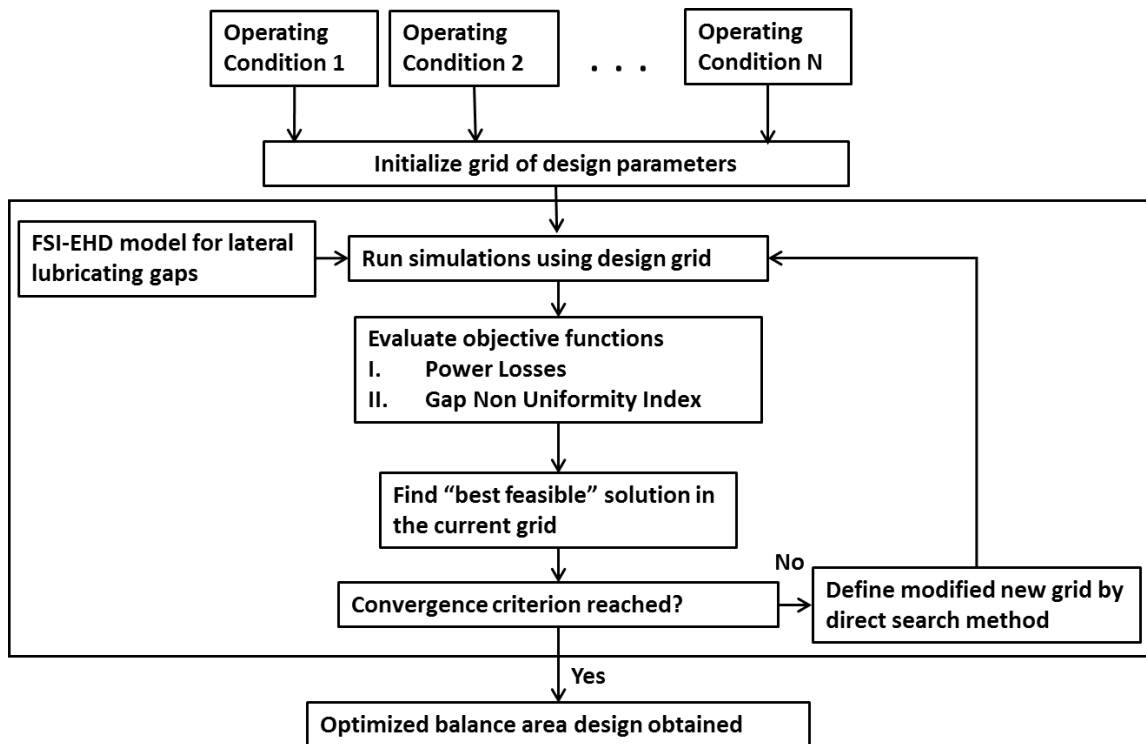 Operating
Condition 1
Operating
Condition 2
. . .
Operating
Condition N
Initialize grid of design parameters
FSI-EHD model for lateral
lubricating gaps
Run simulations using design grid
Evaluate objective functions
I. Power Losses
II. Gap Non Uniformity Index
Find “best feasible” solution in
the current grid
Convergence criterion reached?
No
Define modified new grid by
direct search method
Yes
Optimized balance area design obtained